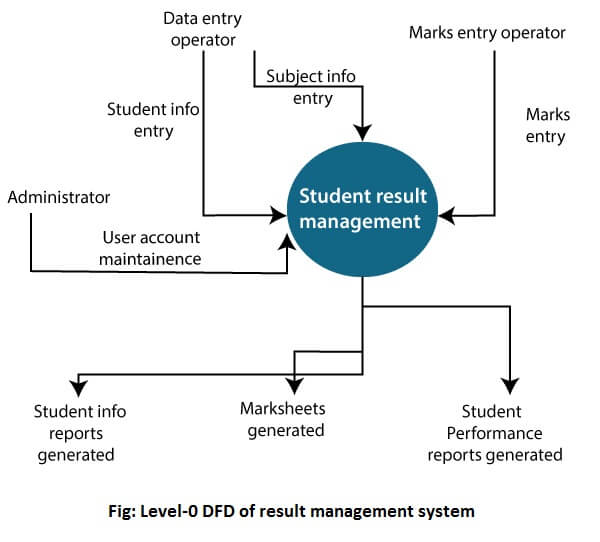 Data entry
operator
Marks entry operator
Subject info
entry
Student info
entry
Marks
entry
Student result
management
Administrator
User account
maintainence
Student info
reports
generated
Marksheets
generated
Student
Performance
reports generated
Fig: Level-0 DFD of result management system